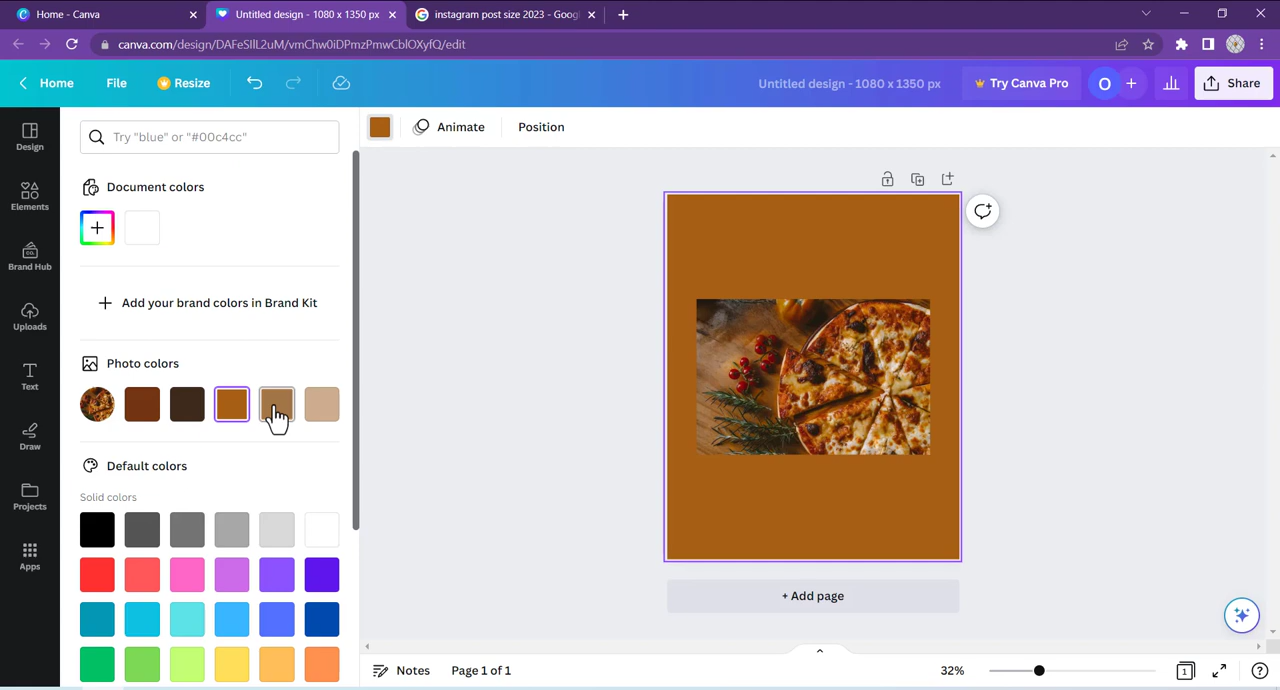 Home - Canva
Untitled design - 1080 x 1350 px
instagram post size 2023 - Goog
canva.com/design/DAFeSIlL2uM/vmChw0iDPmzPmwCblOXyfQ/edit
Home
File
Resize
Untitled design - 1080 x 1350 px
Try Canva Pro
O
Share
Design
Elements
Brand Hub
Uploads
Text
Draw
Projects
Apps
Try "blue" or "#00c4cc"
Document colors
Add your brand colors in Brand Kit
Photo colors
Default colors
Solid colors
Animate
Position
+ Add page
Notes
Page 1 of 1
32%
1